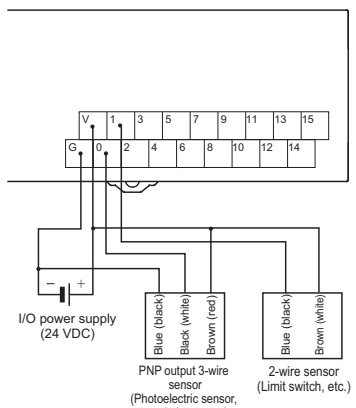 V 1 3 5 7 9 11 13 15
G 0 2 4 6 8 10 12 14
− +
I/O power supply
(24 VDC)
Blue (black)
Black (white)
Brown (red)
Blue (black)
Brown (white)
PNP output 3-wire
sensor
(Photoelectric sensor,
2-wire sensor
(Limit switch, etc.)